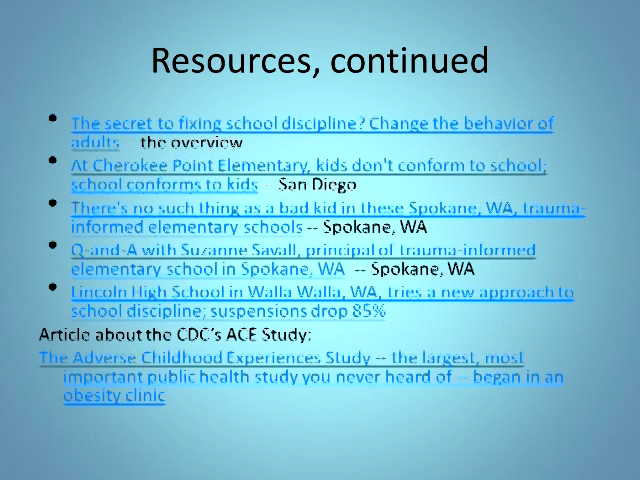 Resources, continued
• The secret to fixing school discipline? Change the behavior of
adults -- the overview
• At Cherokee Point Elementary, kids don't conform to school;
school conforms to kids -- San Diego
• There's no such thing as a bad kid in these Spokane, WA, trauma-
informed elementary schools -- Spokane, WA
• Q-and-A with Suzanne Savall, principal of trauma-informed
elementary school in Spokane, WA -- Spokane, WA
• Lincoln High School in Walla Walla, WA, tries a new approach to
school discipline; suspensions drop 85%
Article about the CDC's ACE Study:
The Adverse Childhood Experiences Study -- the largest, most
important public health study you never heard of -- began in an
obesity clinic